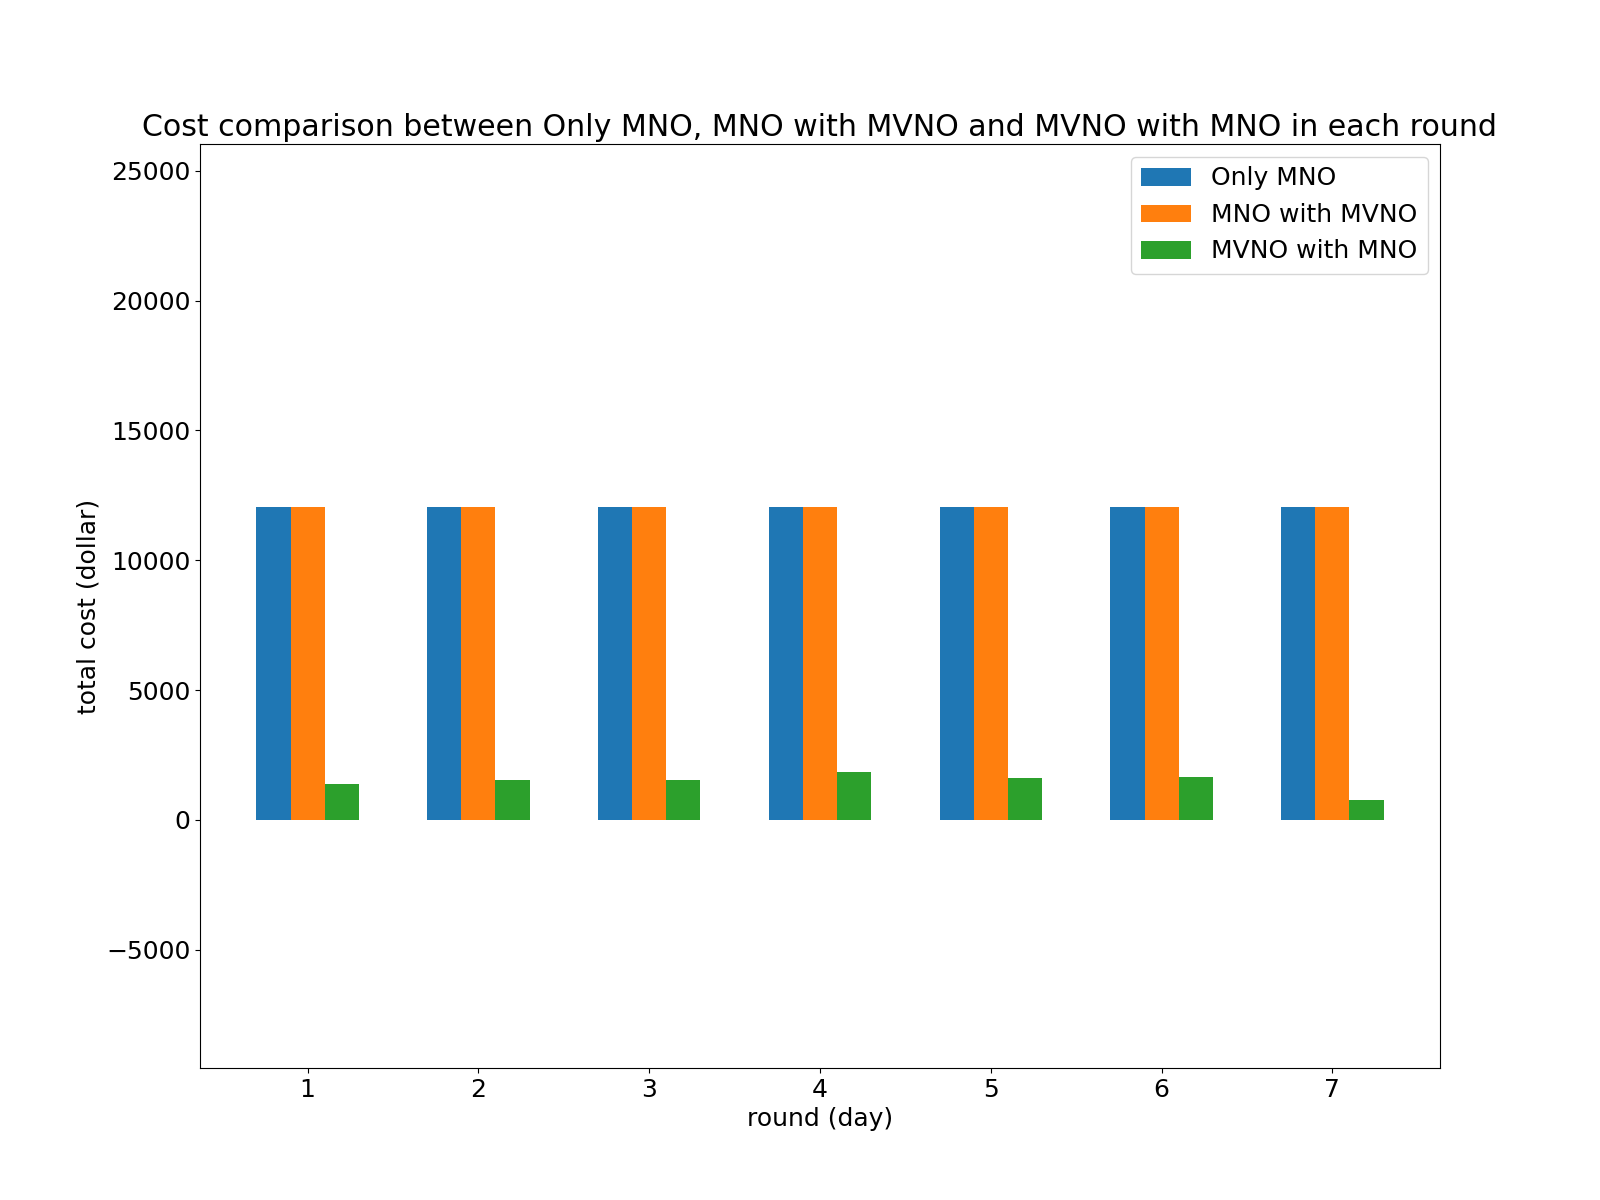 Cost comparison between Only MNO, MNO with MVNO and MVNO with MNO in each round
25000
20000
15000
10000
5000
0
−5000
total cost (dollar)
Only MNO
MNO with MVNO
MVNO with MNO
1 2 3 4 5 6 7
round (day)